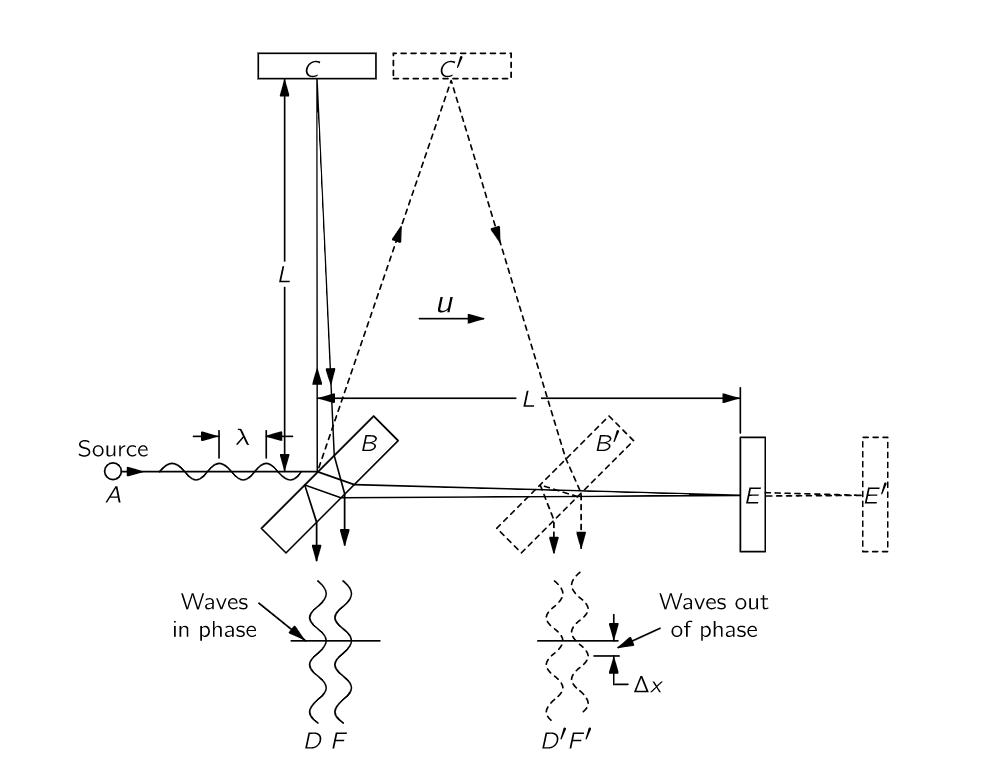 C
C′
L
u
L
λ
B
B′
Source
A
E
E′
Waves
in phase
Waves out
of phase
Δx
D F
D′ F′